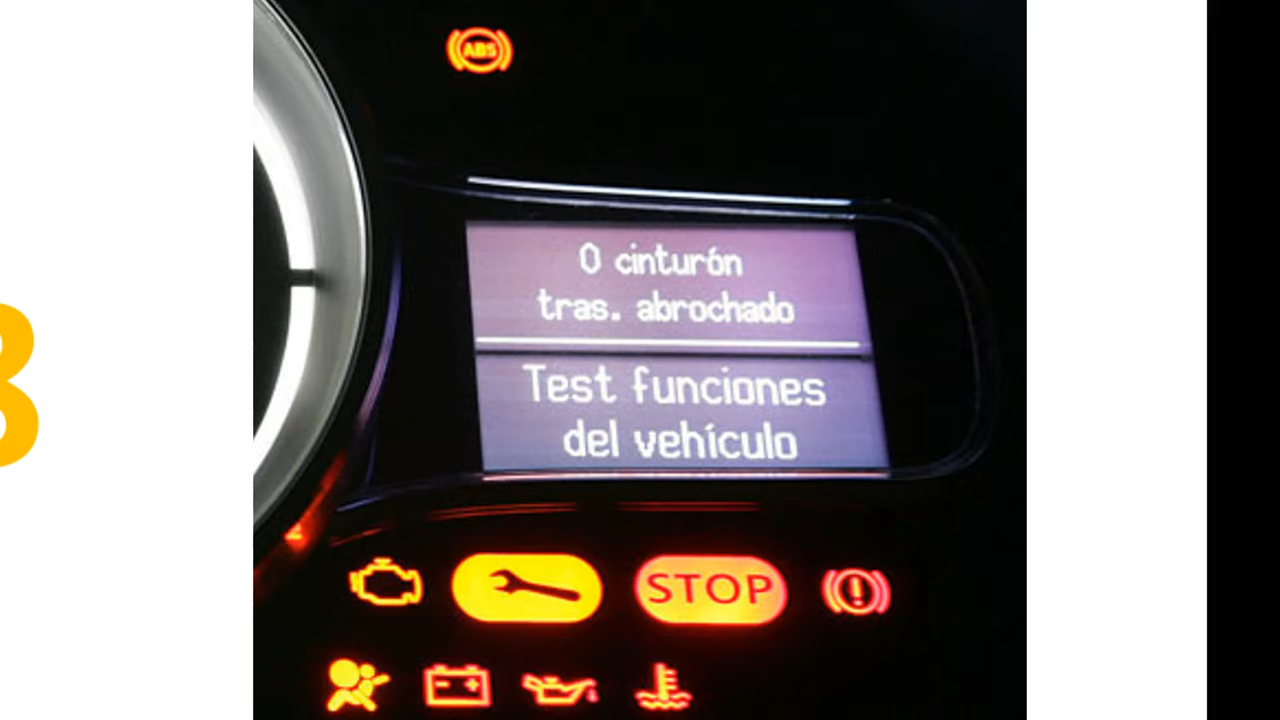 ABS
0 cinturón
tras. abrochado
Test funciones
del vehículo
STOP